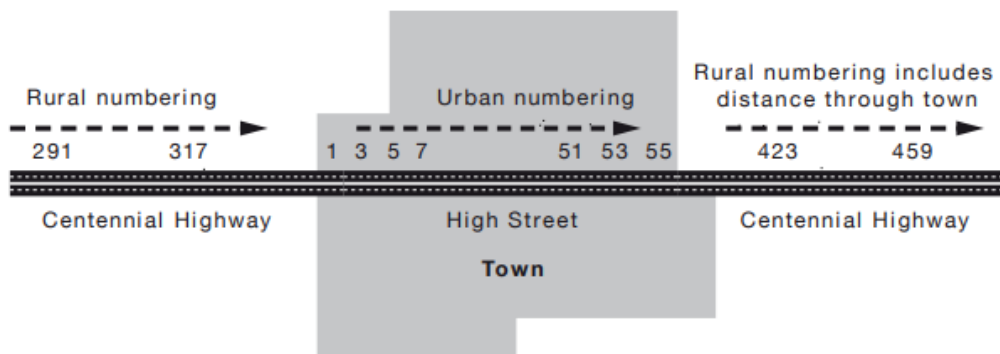 Rural numbering
Urban numbering
Rural numbering includes
distance through town
291 317 1 3 5 7 51 53 55 423 459
Centennial Highway High Street Centennial Highway
Town